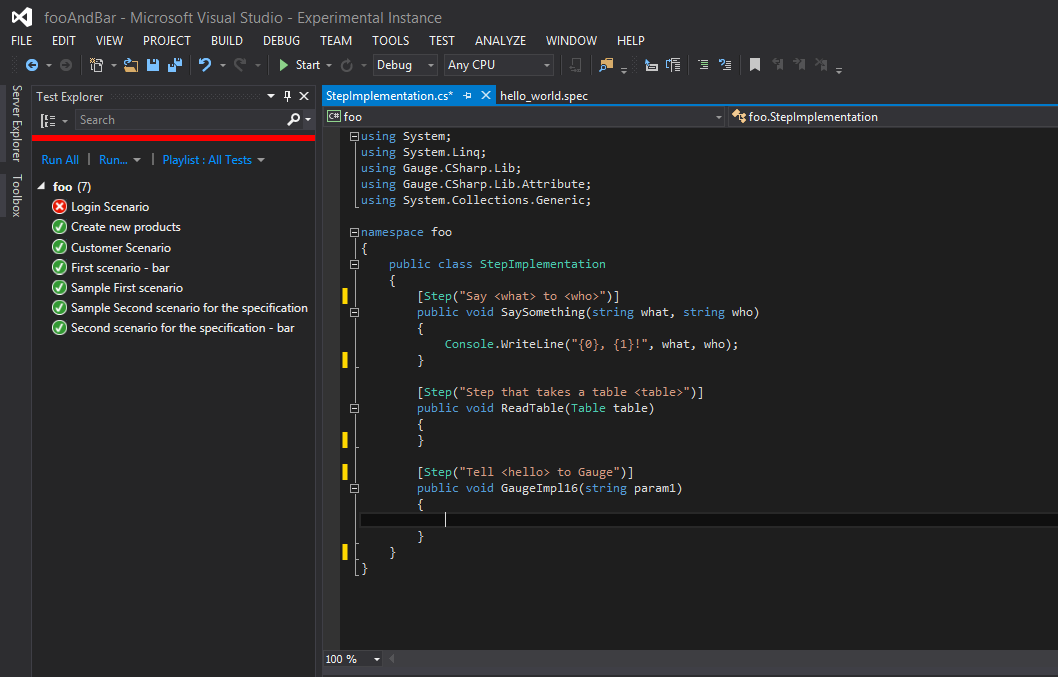 fooAndBar - Microsoft Visual Studio - Experimental Instance
FILE EDIT VIEW PROJECT BUILD DEBUG TEAM TOOLS TEST ANALYZE WINDOW HELP
Start Debug Any CPU
Server Explorer
Toolbox
Test Explorer
Search
Run All | Run... | Playlist : All Tests
foo (7)
Login Scenario
Create new products
Customer Scenario
First scenario - bar
Sample First scenario
Sample Second scenario for the specification
Second scenario for the specification - bar
StepImplementation.cs* hello_world.spec
C# foo foo.StepImplementation
using System;
using System.Linq;
using Gauge.CSharp.Lib;
using Gauge.CSharp.Lib.Attribute;
using System.Collections.Generic;
namespace foo
{
public class StepImplementation
{
[Step("Say <what> to <who>")]
public void SaySomething(string what, string who)
{
Console.WriteLine("{0}, {1}!", what, who);
}
[Step("Step that takes a table <table>")]
public void ReadTable(Table table)
{
}
[Step("Tell <hello> to Gauge")]
public void GaugeImpl16(string param1)
{
}
}
}
100 %